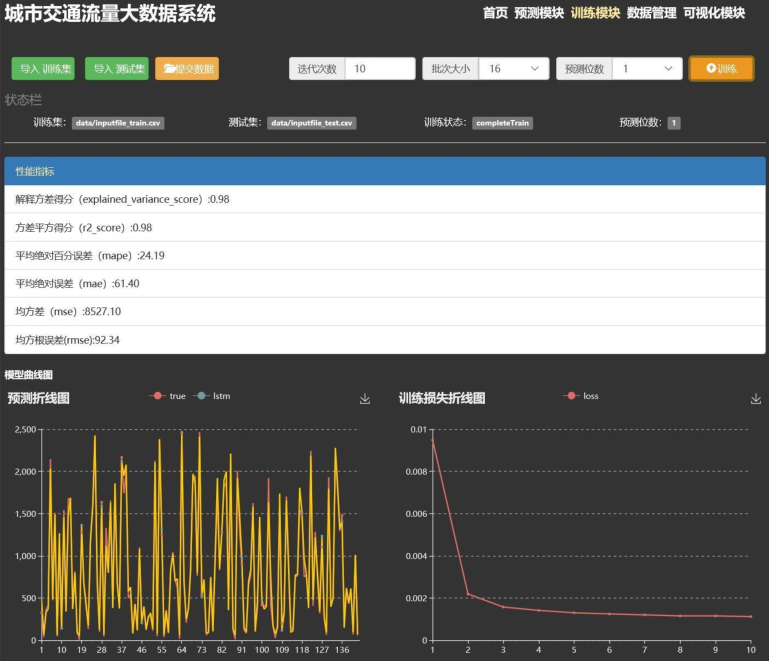 城市交通流量大数据系统
首页 预测模块 训练模块 数据管理 可视化模块
导入 训练集 导入 测试集 提交数据 迭代次数 10 批次大小 16 预测位数 1 训练
状态栏
训练集： data/inputfile_train.csv 测试集： data/inputfile_test.csv 训练状态： completeTrain 预测位数： 1
性能指标
解释方差得分（explained_variance_score）:0.98
方差平方得分（r2_score）:0.98
平均绝对百分误差（mape）:24.19
平均绝对误差（mae）:61.40
均方差（mse）:8527.10
均方根误差(rmse):92.34
模型曲线图
预测折线图 true lstm
2,500
2,000
1,500
1,000
500
0
1 10 19 28 37 46 55 64 73 82 91 100 109 118 127 136
训练损失折线图 loss
0.01
0.008
0.006
0.004
0.002
0
1 2 3 4 5 6 7 8 9 10